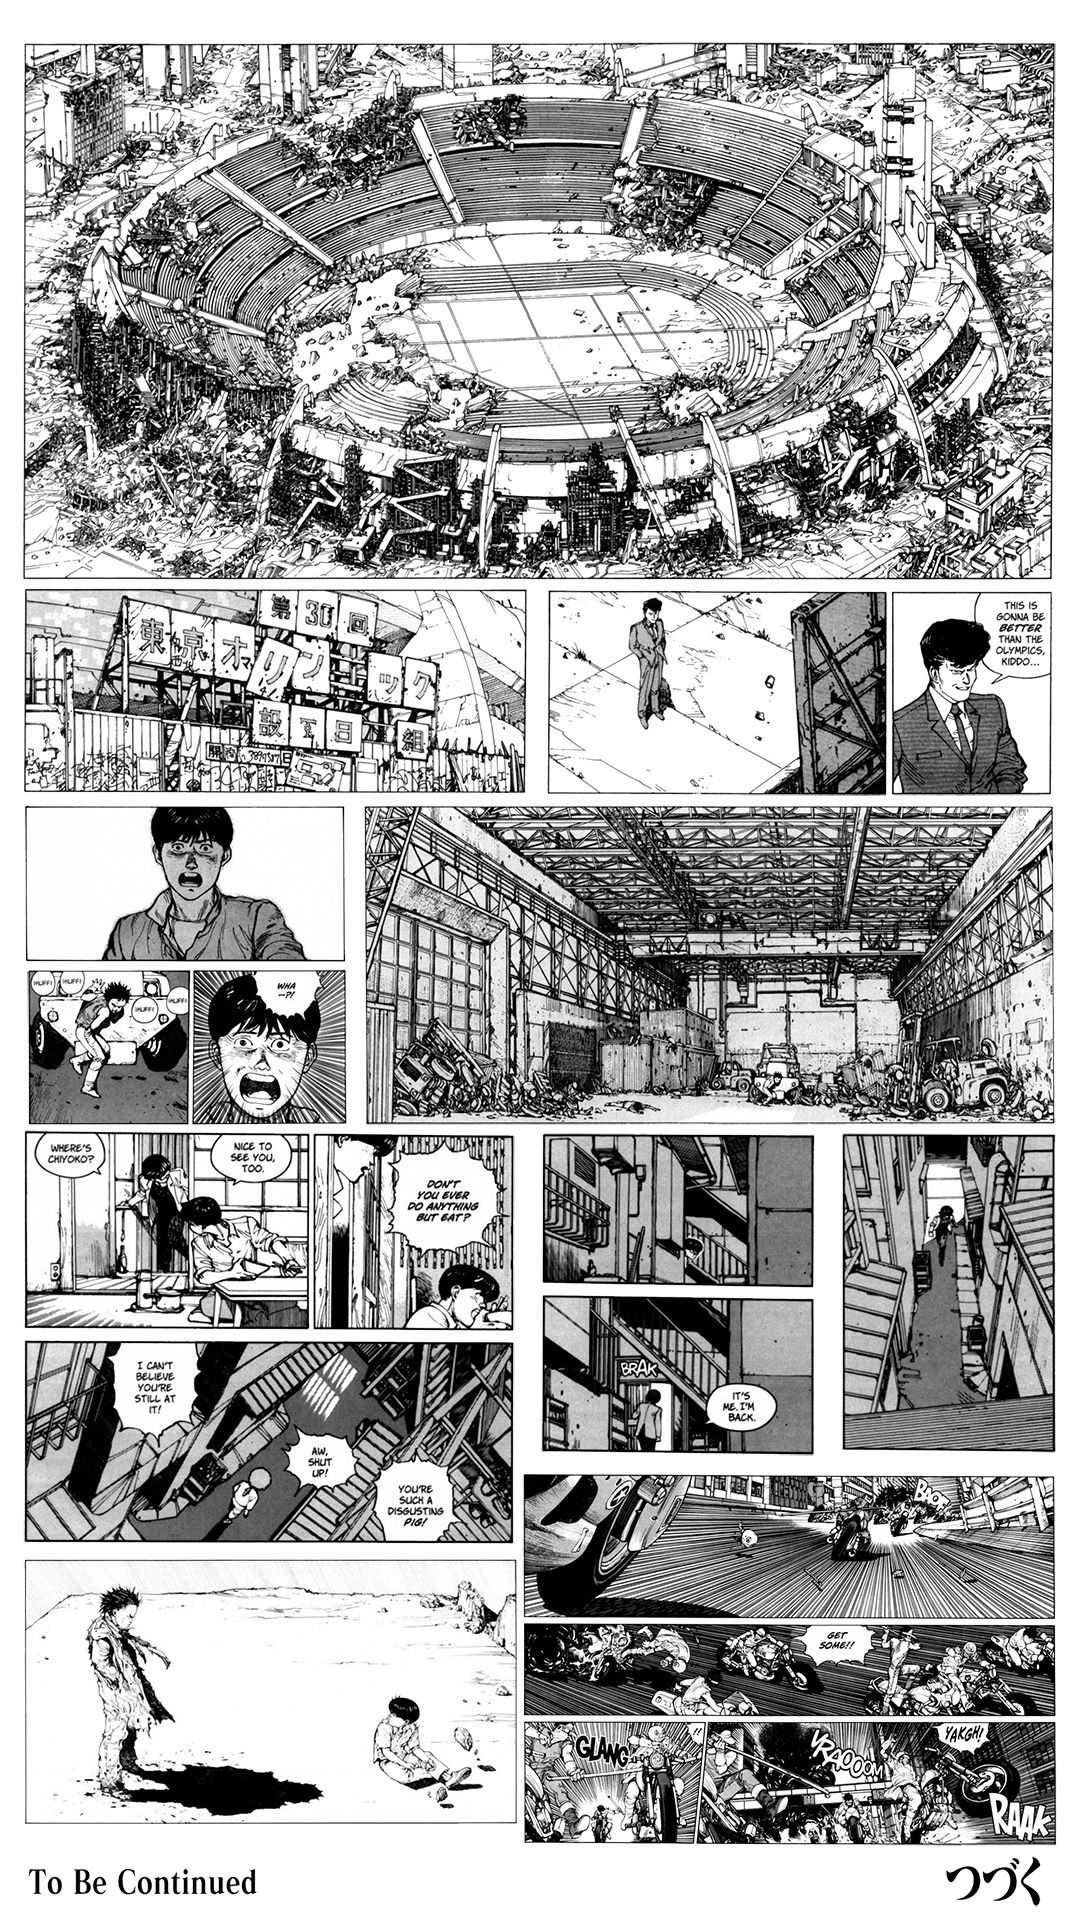 第30回
東京オリンピック
THIS IS
GONNA BE
BETTER
THAN THE
OLYMPICS,
KIDDO...
WHA
—?!
WHERE'S
CHIYOKO?
NICE TO
SEE YOU,
TOO.
DON'T
YOU EVER
DO ANYTHING
BUT EAT?
BRAK
IT'S
ME. I'M
BACK.
I CAN'T
BELIEVE
YOU'RE
STILL AT
IT!
AW,
SHUT
UP!
YOU'RE
SUCH A
DISGUSTING
PIG!
GET
SOME!!
GLANG
!!
VRAOOOM
YAKGH!
RAAK
To Be Continued
つづく